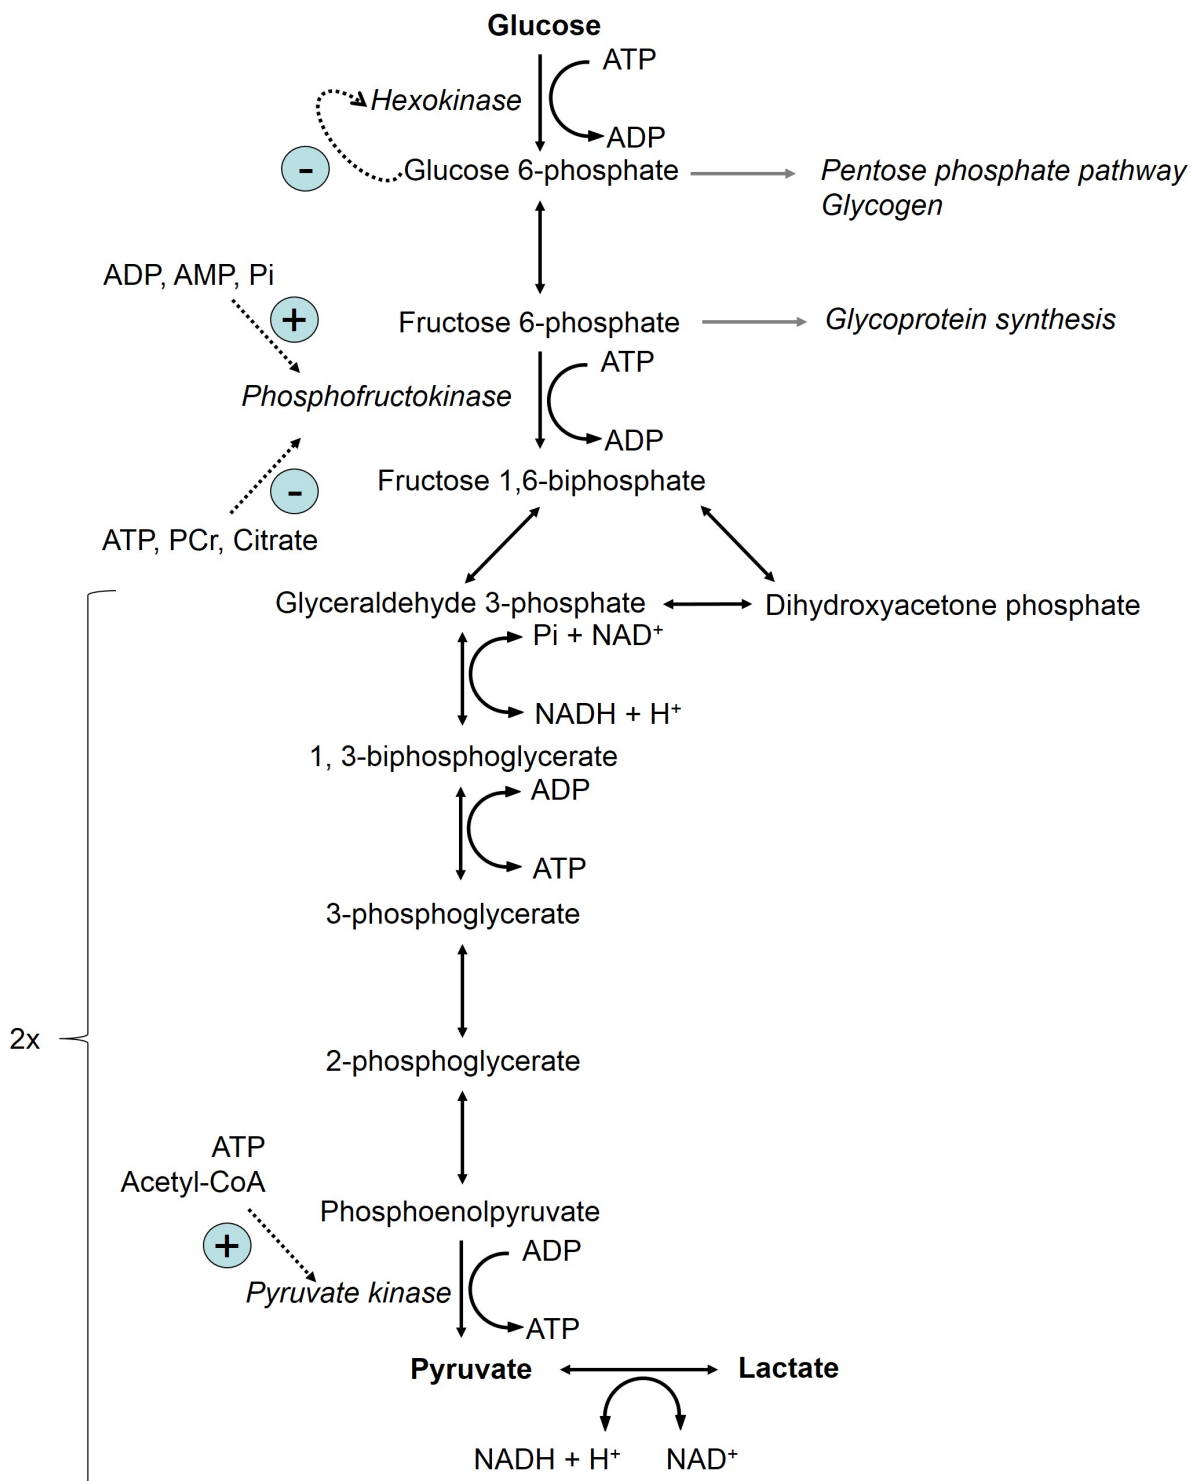 Glucose
ATP
Hexokinase
ADP
-
Glucose 6-phosphate
Pentose phosphate pathway
Glycogen
ADP, AMP, Pi
+
Fructose 6-phosphate
Glycoprotein synthesis
ATP
Phosphofructokinase
ADP
Fructose 1,6-biphosphate
-
ATP, PCr, Citrate
Glyceraldehyde 3-phosphate
Dihydroxyacetone phosphate
Pi + NAD⁺
NADH + H⁺
1, 3-biphosphoglycerate
ADP
ATP
3-phosphoglycerate
2x
2-phosphoglycerate
ATP
Acetyl-CoA
Phosphoenolpyruvate
+
ADP
Pyruvate kinase
ATP
Pyruvate
Lactate
NADH + H⁺
NAD⁺